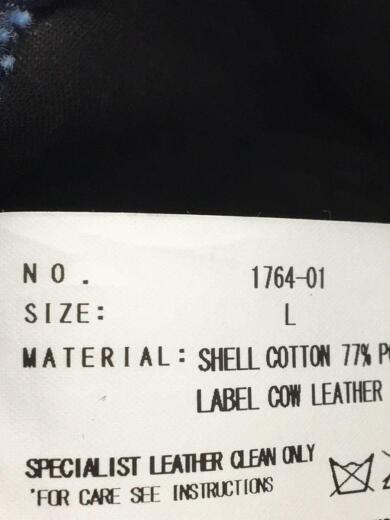 NO. 1764-01
SIZE: L
MATERIAL: SHELL COTTON 77%
LABEL COW LEATHER
SPECIALIST LEATHER CLEAN ONLY
*FOR CARE SEE INSTRUCTIONS